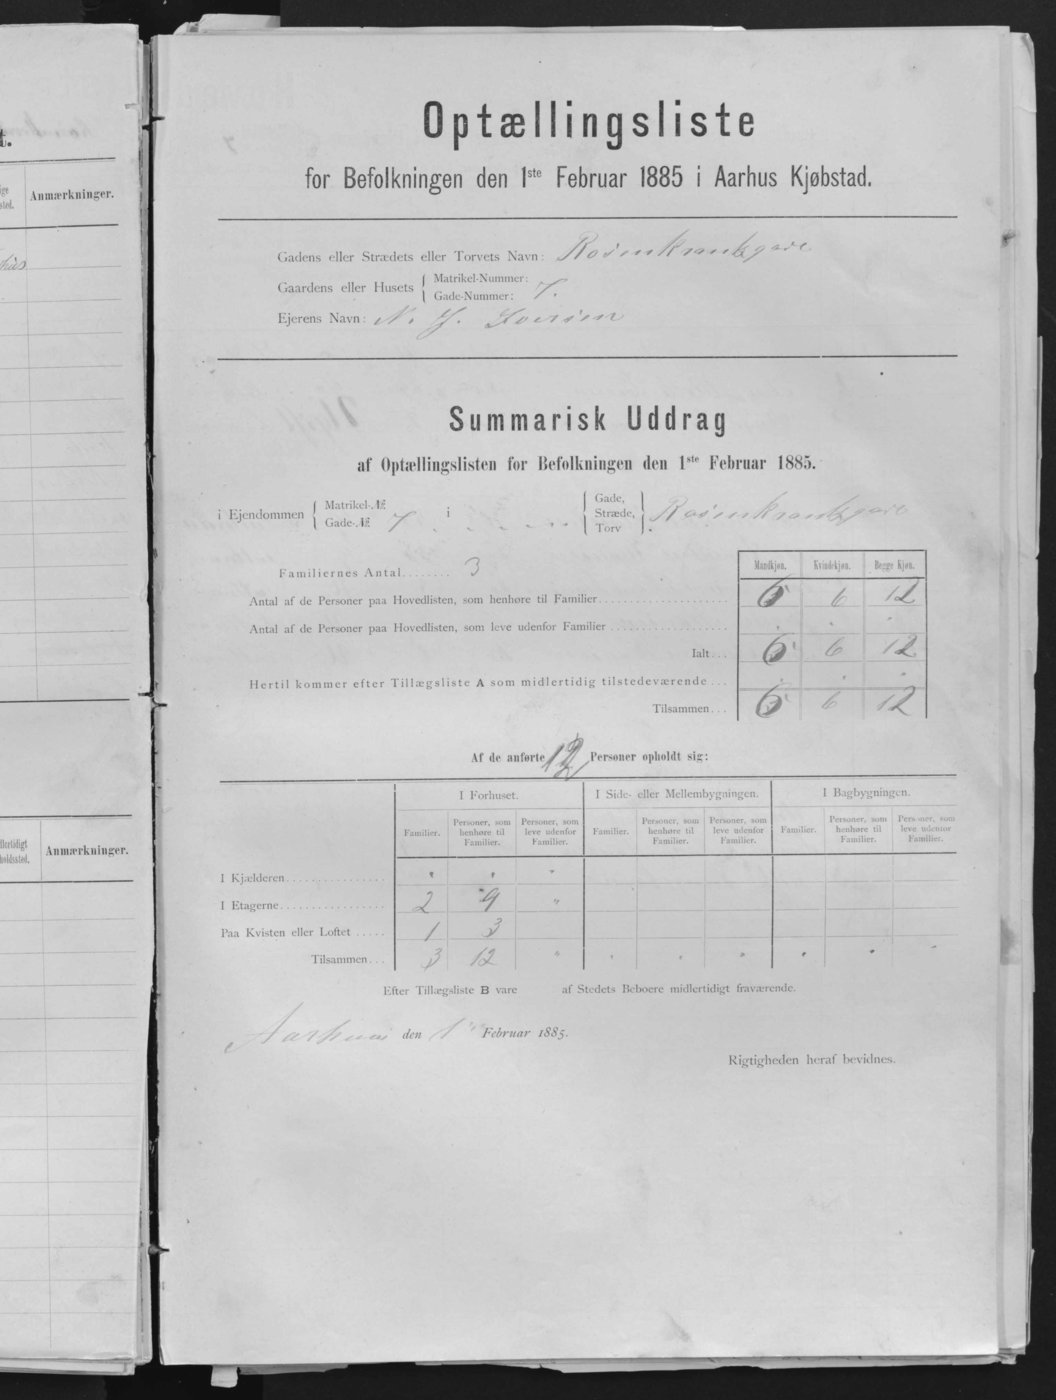 t.
ige
sted.
Anmærkninger.
llertidigt
holdssted.
Anmærkninger.
Optællingsliste
for Befolkningen den 1ste Februar 1885 i Aarhus Kjøbstad.
Gadens eller Strædets eller Torvets Navn: Rosenkrantzgade
Gaardens eller Husets { Matrikel-Nummer:
Gade-Nummer: 7.
Ejerens Navn: N. J. Iversen
Summarisk Uddrag
af Optællingslisten for Befolkningen den 1ste Februar 1885.
i Ejendommen { Matrikel-№
Gade-№ 7 i { Gade, Stræde, Torv } Rosenkrantzgade
Mandkjøn. Kvindekjøn. Begge Kjøn.
Familiernes Antal........ 3
Antal af de Personer paa Hovedlisten, som henhøre til Familier 6 6 12
Antal af de Personer paa Hovedlisten, som leve udenfor Familier . . .
Ialt... 6 6 12
Hertil kommer efter Tillægsliste A som midlertidig tilstedeværende... . . .
Tilsammen... 6 6 12
Af de anførte 12 Personer opholdt sig:
I Forhuset. I Side- eller Mellembygningen. I Bagbygningen.
Familier. Personer, som henhøre til Familier. Personer, som leve udenfor Familier. Familier. Personer, som henhøre til Familier. Personer, som leve udenfor Familier. Familier. Personer, som henhøre til Familier. Personer, som leve udenfor Familier.
I Kjælderen " " "
I Etagerne 2 9 "
Paa Kvisten eller Loftet ..... 1 3
Tilsammen... 3 12 " " " " " " "
Efter Tillægsliste B vare af Stedets Beboere midlertidigt fraværende.
Aarhus den 1 Februar 1885.
Rigtigheden heraf bevidnes.